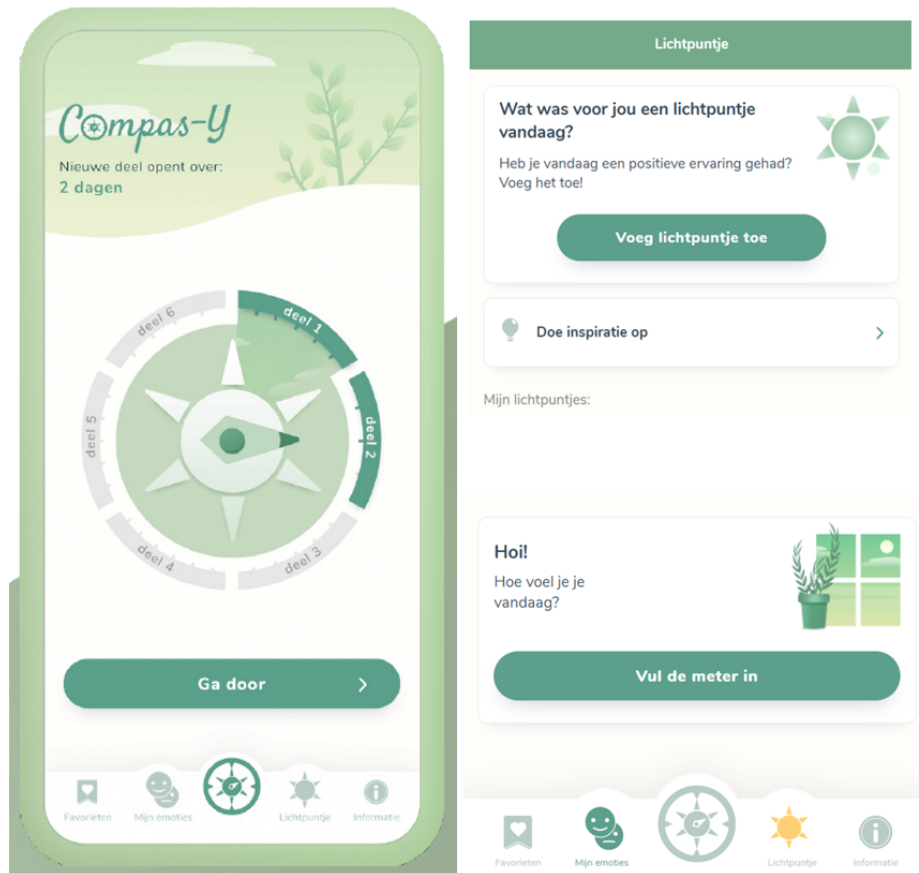 Compas-Y
Nieuwe deel opent over:
2 dagen
deel 1
deel 2
deel 3
deel 4
deel 5
deel 6
Ga door
Favorieten
Mijn emoties
Lichtpuntje
Informatie
Lichtpuntje
Wat was voor jou een lichtpuntje
vandaag?
Heb je vandaag een positieve ervaring gehad?
Voeg het toe!
Voeg lichtpuntje toe
Doe inspiratie op
Mijn lichtpuntjes:
Hoi!
Hoe voel je je
vandaag?
Vul de meter in
Favorieten
Mijn emoties
Lichtpuntje
Informatie